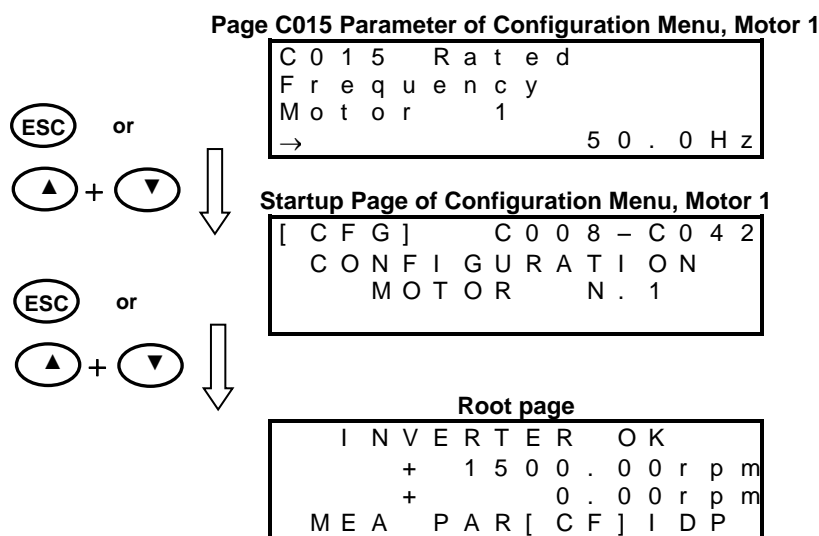 Page C015 Parameter of Configuration Menu, Motor 1
C015 Rated
Frequency
Motor 1
→ 50.0Hz
ESC or
▲ + ▼
Startup Page of Configuration Menu, Motor 1
[CFG] C008–C042
CONFIGURATION
MOTOR N.1
ESC or
▲ + ▼
Root page
INVERTER OK
+ 1500.00rpm
+ 0.00rpm
MEA PAR[CF]IDP